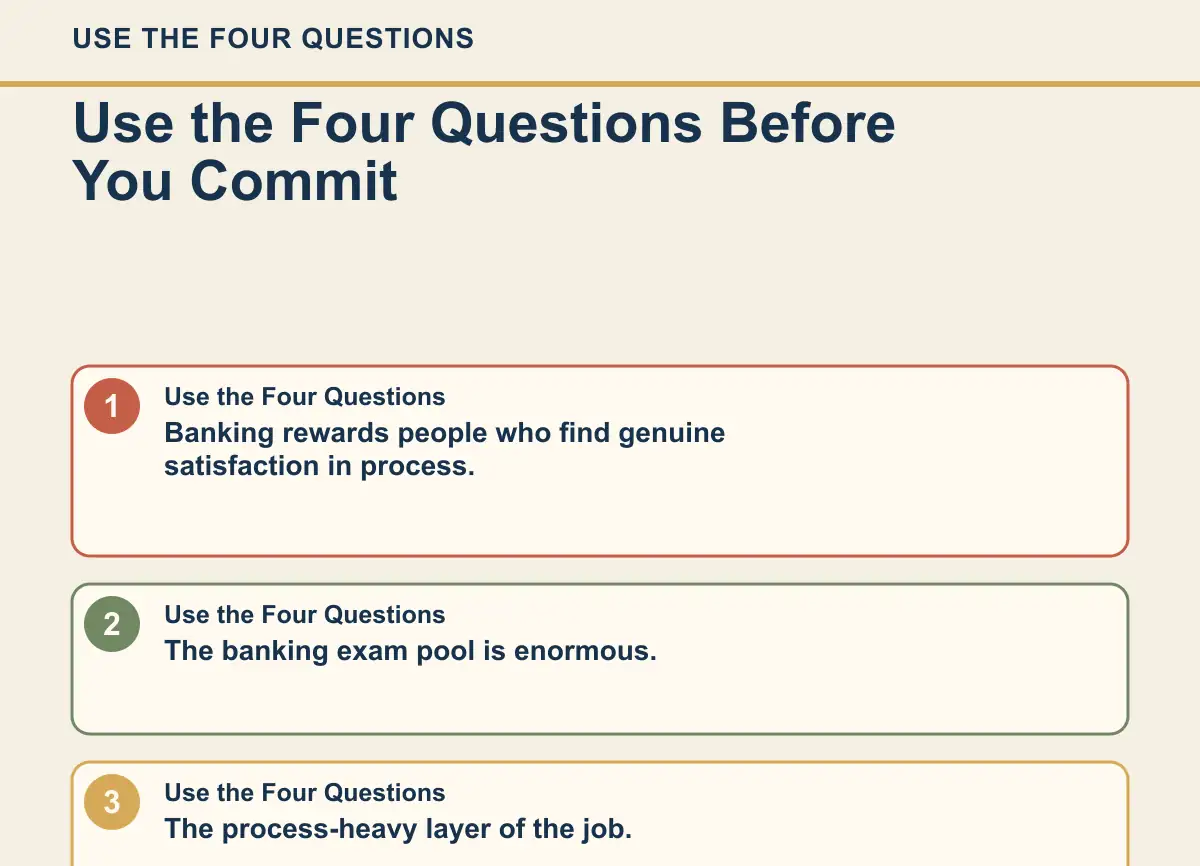 USE THE FOUR QUESTIONS
Use the Four Questions Before
You Commit
1
Use the Four Questions
Banking rewards people who find genuine
satisfaction in process.
2
Use the Four Questions
The banking exam pool is enormous.
3
Use the Four Questions
The process-heavy layer of the job.